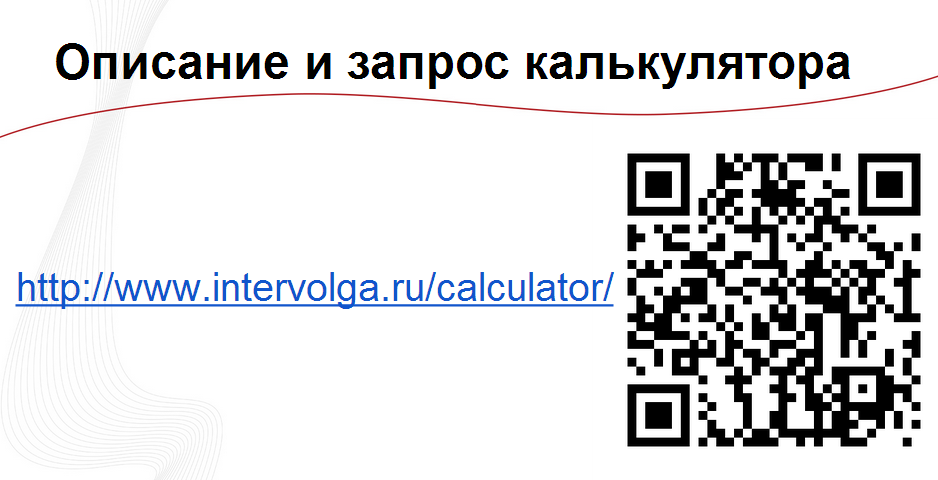 Описание и запрос калькулятора
http://www.intervolga.ru/calculator/